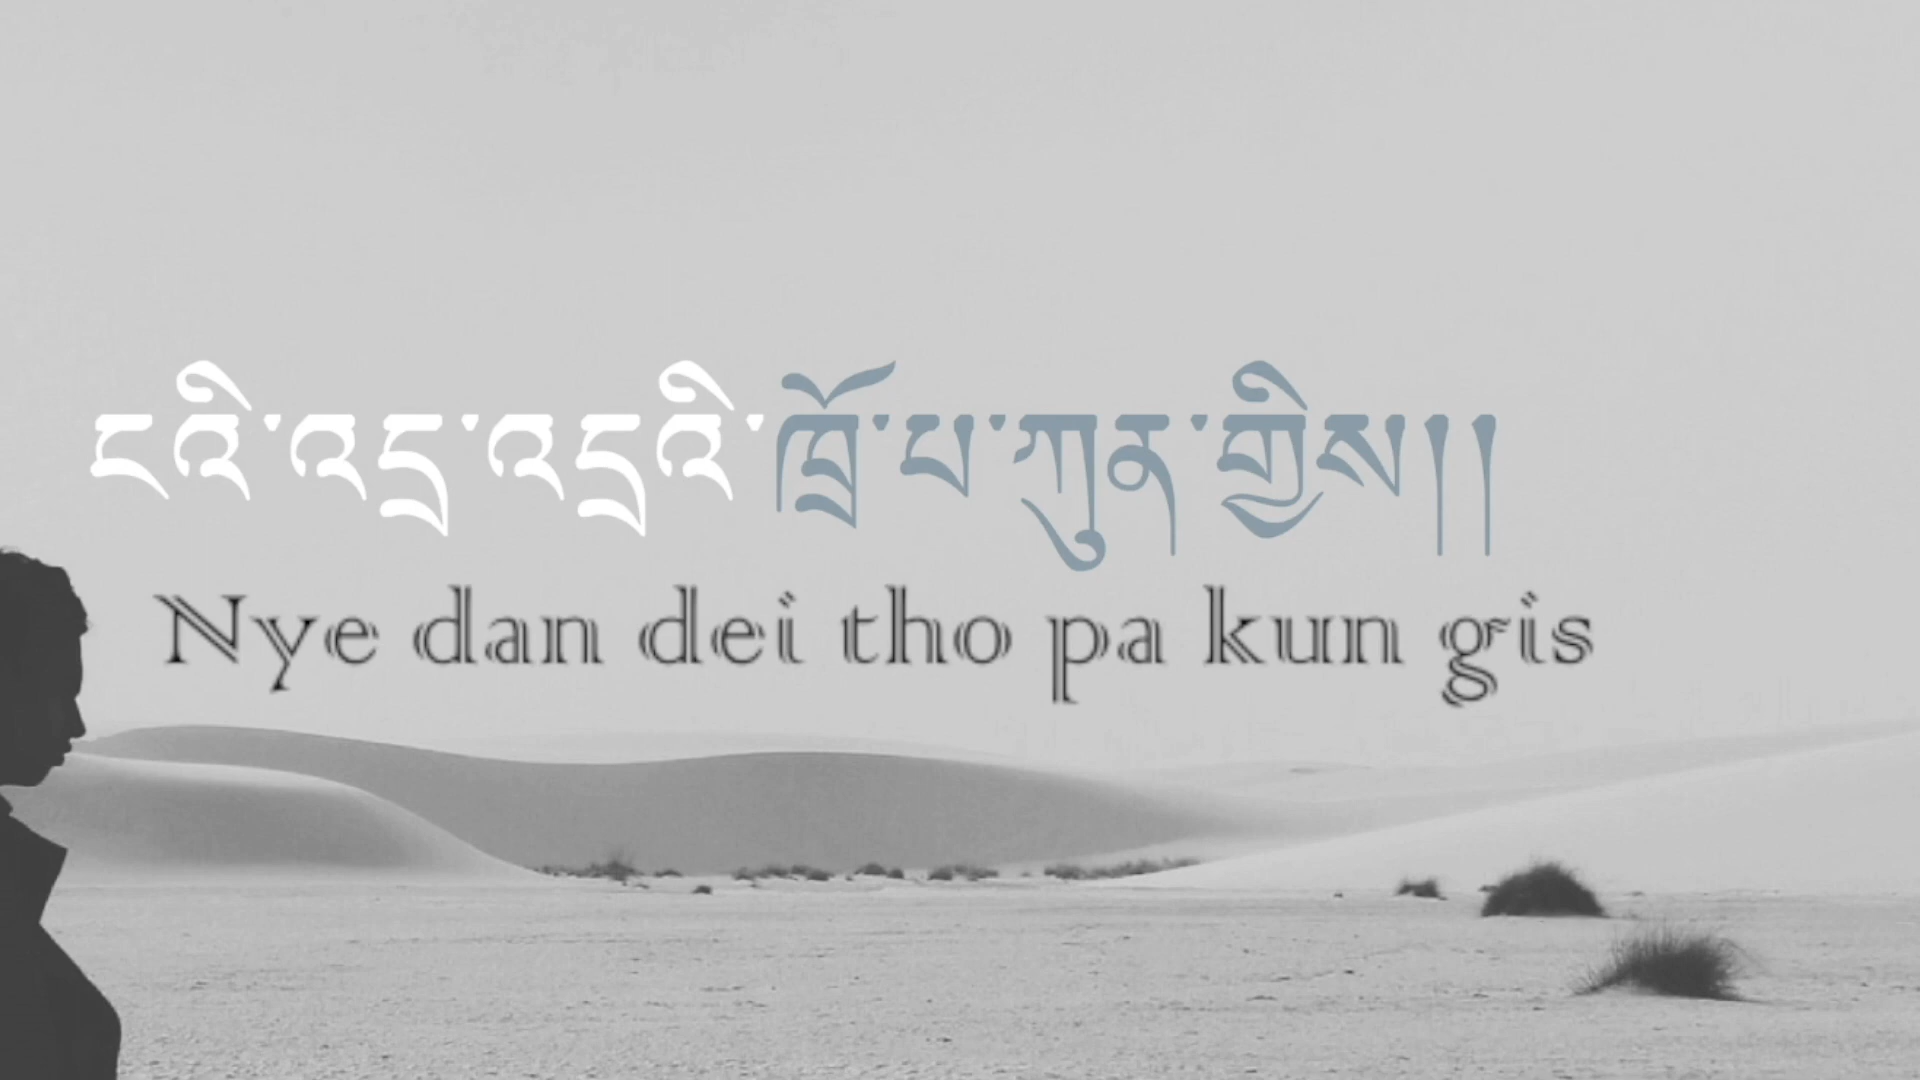 ངའི་འདྲ་འདྲའི་ཁྲོ་པ་ཀུན་གྱིས།།
Nye dan dei tho pa kun gis